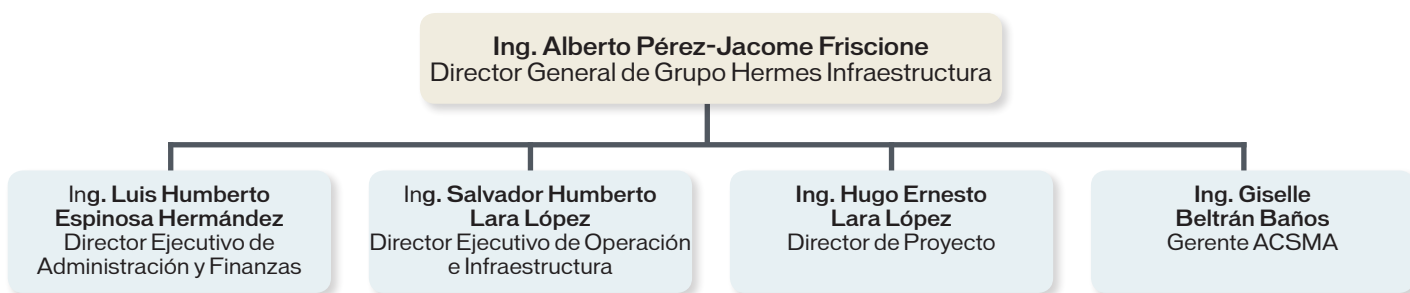 Ing. Alberto Pérez-Jacome Friscione
Director General de Grupo Hermes Infraestructura
Ing. Luis Humberto
Espinosa Hermández
Director Ejecutivo de
Administración y Finanzas
Ing. Salvador Humberto
Lara López
Director Ejecutivo de Operación
e Infraestructura
Ing. Hugo Ernesto
Lara López
Director de Proyecto
Ing. Giselle
Beltrán Baños
Gerente ACSMA